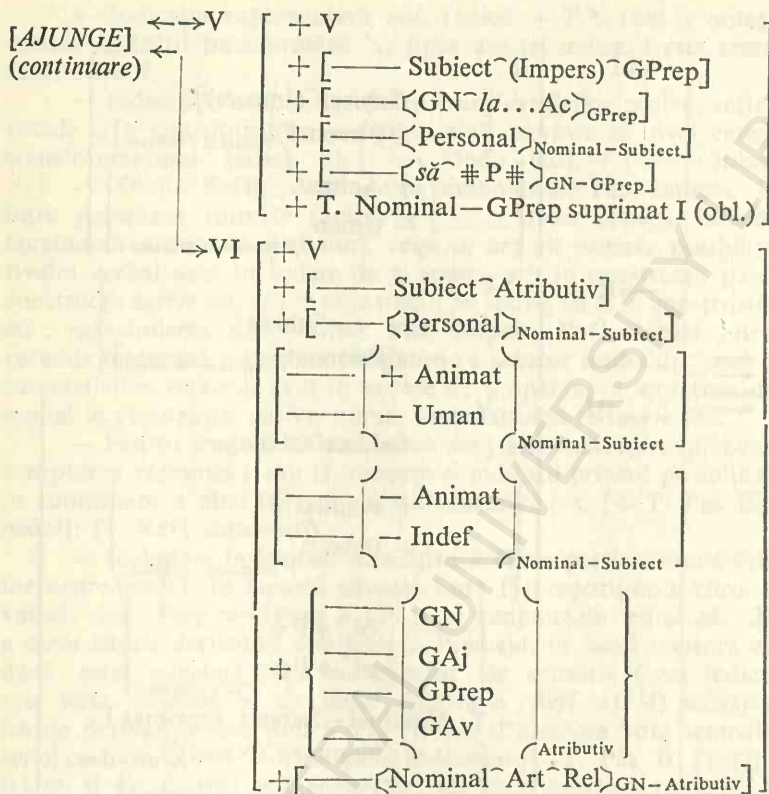 ←→V
[AJUNGE]
(continuare)
+ V
+ [—— Subiect⁀(Impers)⁀GPrep]
+ [——{GN⁀la...Ac}GPrep]
+ [——{Personal}Nominal-Subiect]
+ [——{să⁀#P#}GN-GPrep]
+ T. Nominal—GPrep suprimat I (obl.)
→VI
+ V
+ [—— Subiect⁀Atributiv]
+ [——{Personal}Nominal-Subiect]
—— + Animat
—— — Uman
Nominal-Subiect
—— — Animat
—— — Indef
Nominal-Subiect
+ —— GN
—— GAj
—— GPrep
—— GAv
Atributiv
+[——{Nominal⁀Art⁀Rel}GN-Atributiv]
UNIVERSITY